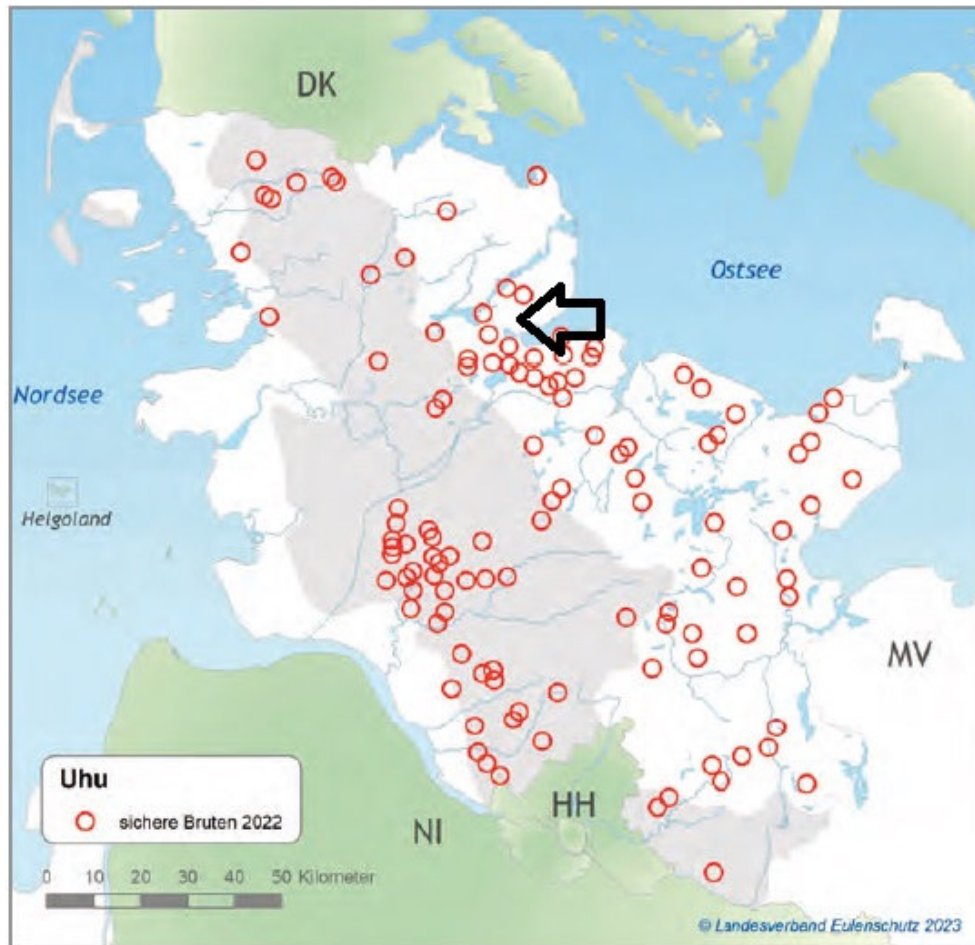 DK
Ostsee
Nordsee
Helgoland
MV
Uhu
sichere Bruten 2022
NI
HH
0 10 20 30 40 50 Kilometer
© Landesverband Eulenschutz 2023